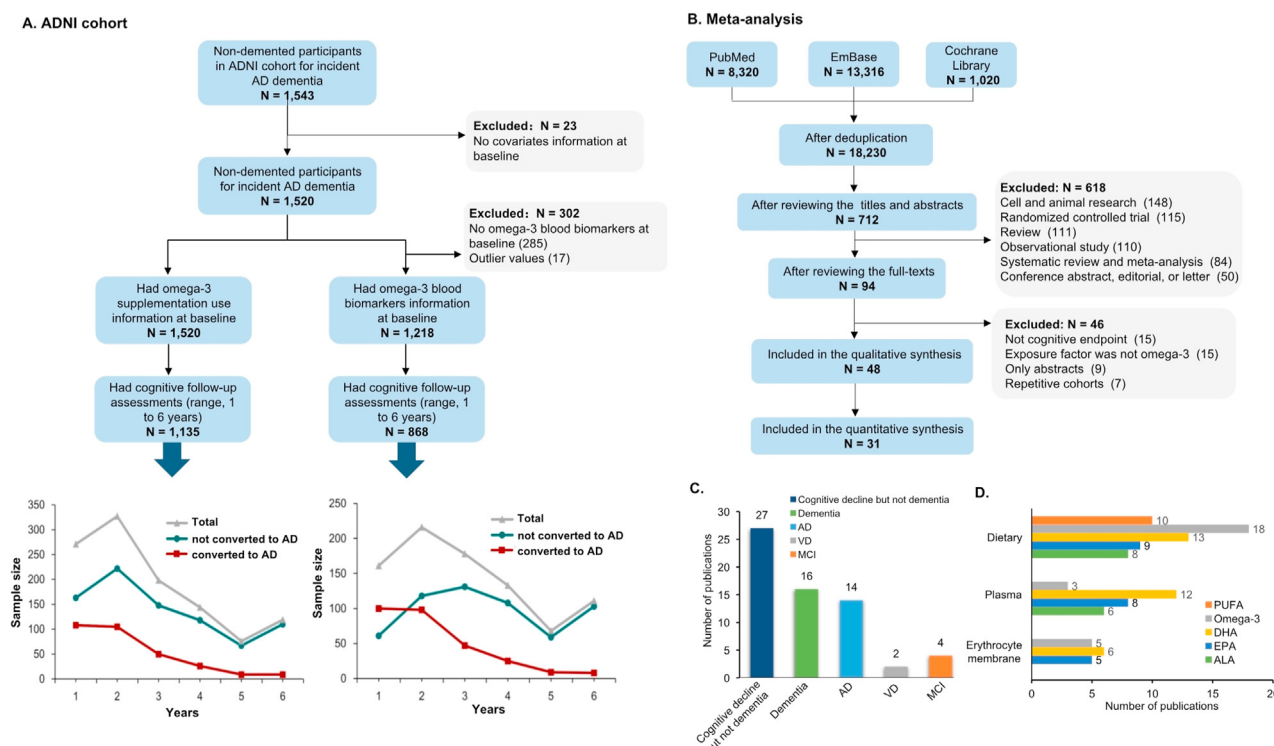 A. ADNI cohort
Non-demented participants
in ADNI cohort for incident
AD dementia
N = 1,543
Excluded： N = 23
No covariates information at
baseline
Non-demented participants
for incident AD dementia
N = 1,520
Excluded： N = 302
No omega-3 blood biomarkers at
baseline (285)
Outlier values (17)
Had omega-3
supplementation use
information at baseline
N = 1,520
Had omega-3 blood
biomarkers information
at baseline
N = 1,218
Had cognitive follow-up
assessments (range, 1
to 6 years)
N = 1,135
Had cognitive follow-up
assessments (range, 1
to 6 years)
N = 868
Sample size
350
300
250
200
150
100
50
0
Total
not converted to AD
converted to AD
1 2 3 4 5 6
Years
Sample size
250
200
150
100
50
0
Total
not converted to AD
converted to AD
1 2 3 4 5 6
Years
B. Meta-analysis
PubMed
N = 8,320
EmBase
N = 13,316
Cochrane
Library
N = 1,020
After deduplication
N = 18,230
After reviewing the titles and abstracts
N = 712
Excluded: N = 618
Cell and animal research (148)
Randomized controlled trial (115)
Review (111)
Observational study (110)
Systematic review and meta-analysis (84)
Conference abstract, editorial, or letter (50)
After reviewing the full-texts
N = 94
Excluded: N = 46
Not cognitive endpoint (15)
Exposure factor was not omega-3 (15)
Only abstracts (9)
Repetitive cohorts (7)
Included in the qualitative synthesis
N = 48
Included in the quantitative synthesis
N = 31
C.
Cognitive decline but not dementia
Dementia
AD
VD
MCI
Number of publications
30
25
20
15
10
5
0
27
16
14
2
4
Cognitive decline
but not dementia
Dementia
AD
VD
MCI
D.
Dietary
10
18
13
9
8
Plasma
3
12
8
6
Erythrocyte
membrane
5
6
5
PUFA
Omega-3
DHA
EPA
ALA
0 5 10 15 20
Number of publications